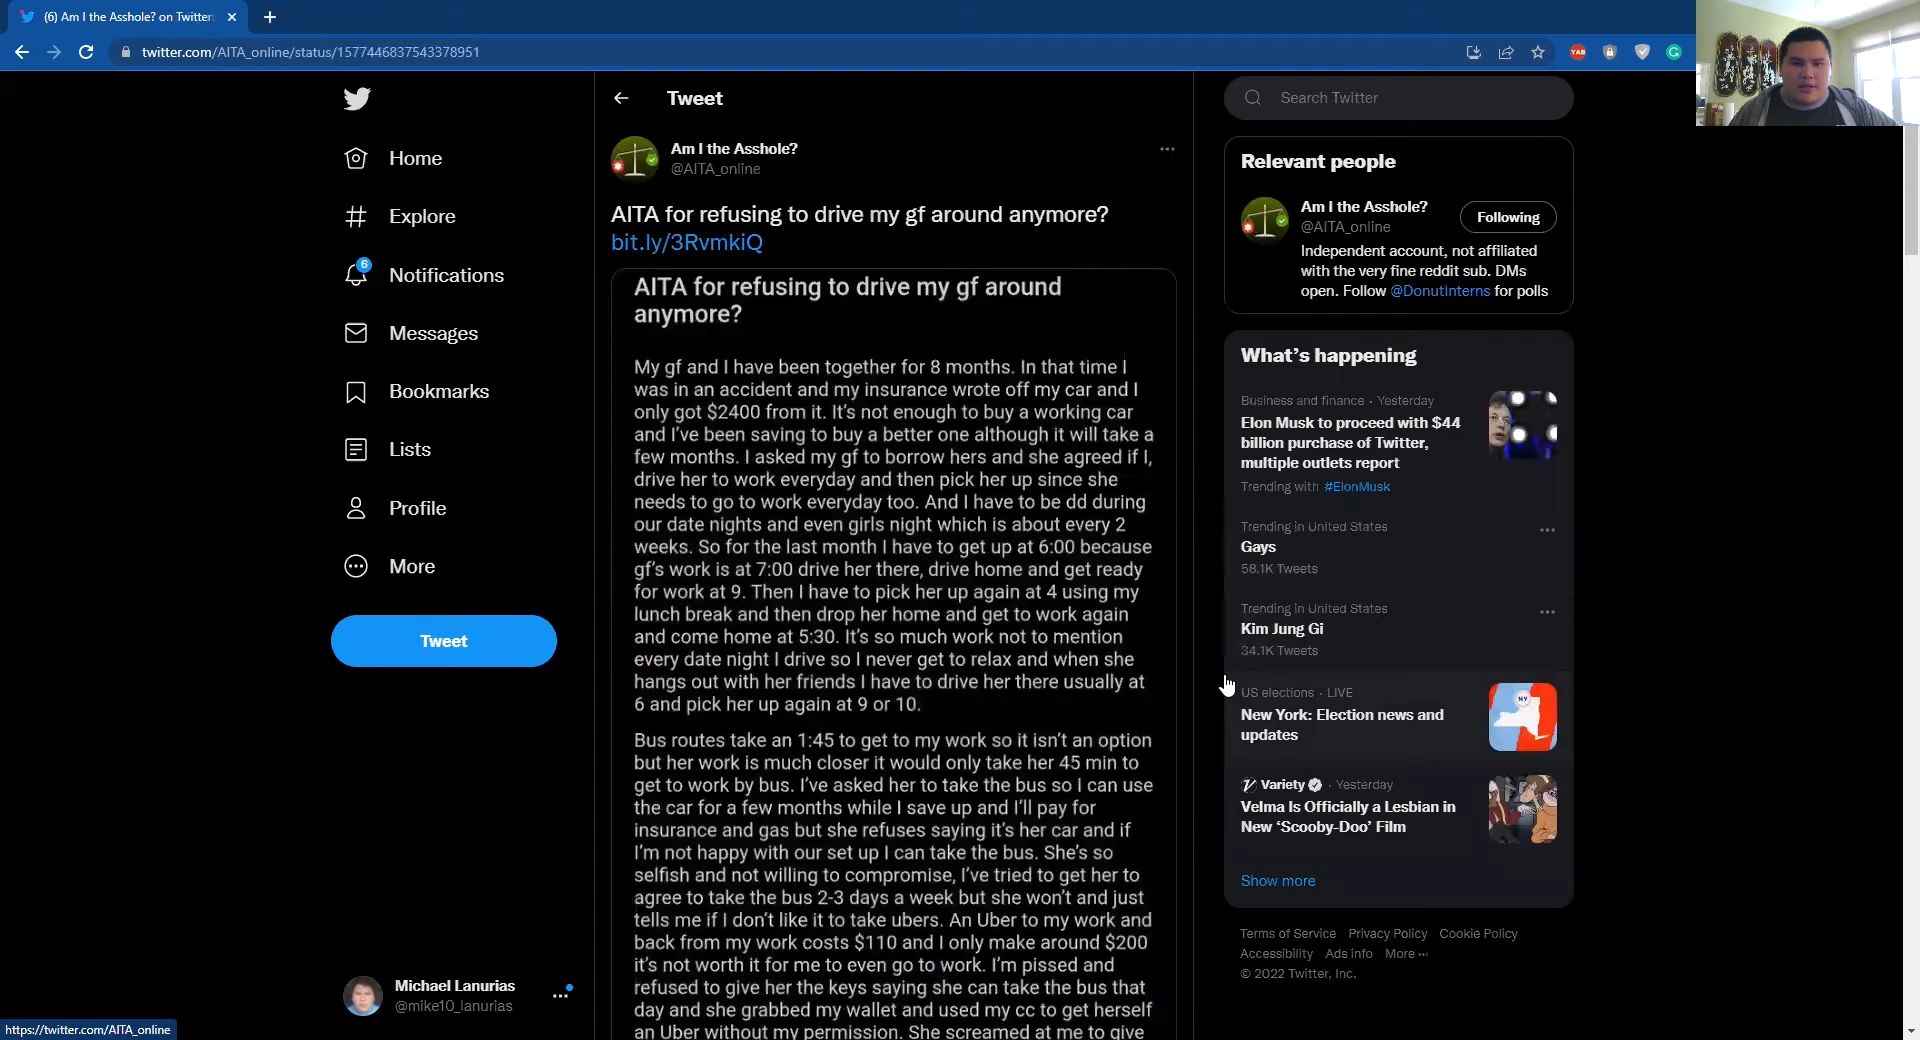 (6) Am I the Asshole? on Twitter:
twitter.com/AITA_online/status/1577446837543378951
YAB
Home
Explore
6
Notifications
Messages
Bookmarks
Lists
Profile
More
Tweet
Michael Lanurias
@mike10_lanurias
https://twitter.com/AITA_online
Tweet
Am I the Asshole?
@AITA_online
AITA for refusing to drive my gf around anymore?
bit.ly/3RvmkiQ
AITA for refusing to drive my gf around
anymore?
My gf and I have been together for 8 months. In that time I
was in an accident and my insurance wrote off my car and I
only got $2400 from it. It's not enough to buy a working car
and I've been saving to buy a better one although it will take a
few months. I asked my gf to borrow hers and she agreed if I,
drive her to work everyday and then pick her up since she
needs to go to work everyday too. And I have to be dd during
our date nights and even girls night which is about every 2
weeks. So for the last month I have to get up at 6:00 because
gf's work is at 7:00 drive her there, drive home and get ready
for work at 9. Then I have to pick her up again at 4 using my
lunch break and then drop her home and get to work again
and come home at 5:30. It's so much work not to mention
every date night I drive so I never get to relax and when she
hangs out with her friends I have to drive her there usually at
6 and pick her up again at 9 or 10.
Bus routes take an 1:45 to get to my work so it isn't an option
but her work is much closer it would only take her 45 min to
get to work by bus. I've asked her to take the bus so I can use
the car for a few months while I save up and I'll pay for
insurance and gas but she refuses saying it's her car and if
I'm not happy with our set up I can take the bus. She's so
selfish and not willing to compromise, I've tried to get her to
agree to take the bus 2-3 days a week but she won't and just
tells me if I don't like it to take ubers. An Uber to my work and
back from my work costs $110 and I only make around $200
it's not worth it for me to even go to work. I'm pissed and
refused to give her the keys saying she can take the bus that
day and she grabbed my wallet and used my cc to get herself
an Uber without my permission. She screamed at me to give
Search Twitter
Relevant people
Am I the Asshole?
@AITA_online
Following
Independent account, not affiliated
with the very fine reddit sub. DMs
open. Follow @DonutInterns for polls
What's happening
Business and finance · Yesterday
Elon Musk to proceed with $44
billion purchase of Twitter,
multiple outlets report
Trending with #ElonMusk
Trending in United States
Gays
58.1K Tweets
Trending in United States
Kim Jung Gi
34.1K Tweets
US elections · LIVE
New York: Election news and
updates
NY
Variety · Yesterday
Velma Is Officially a Lesbian in
New 'Scooby-Doo' Film
Show more
Terms of Service Privacy Policy Cookie Policy
Accessibility Ads info More ···
© 2022 Twitter, Inc.